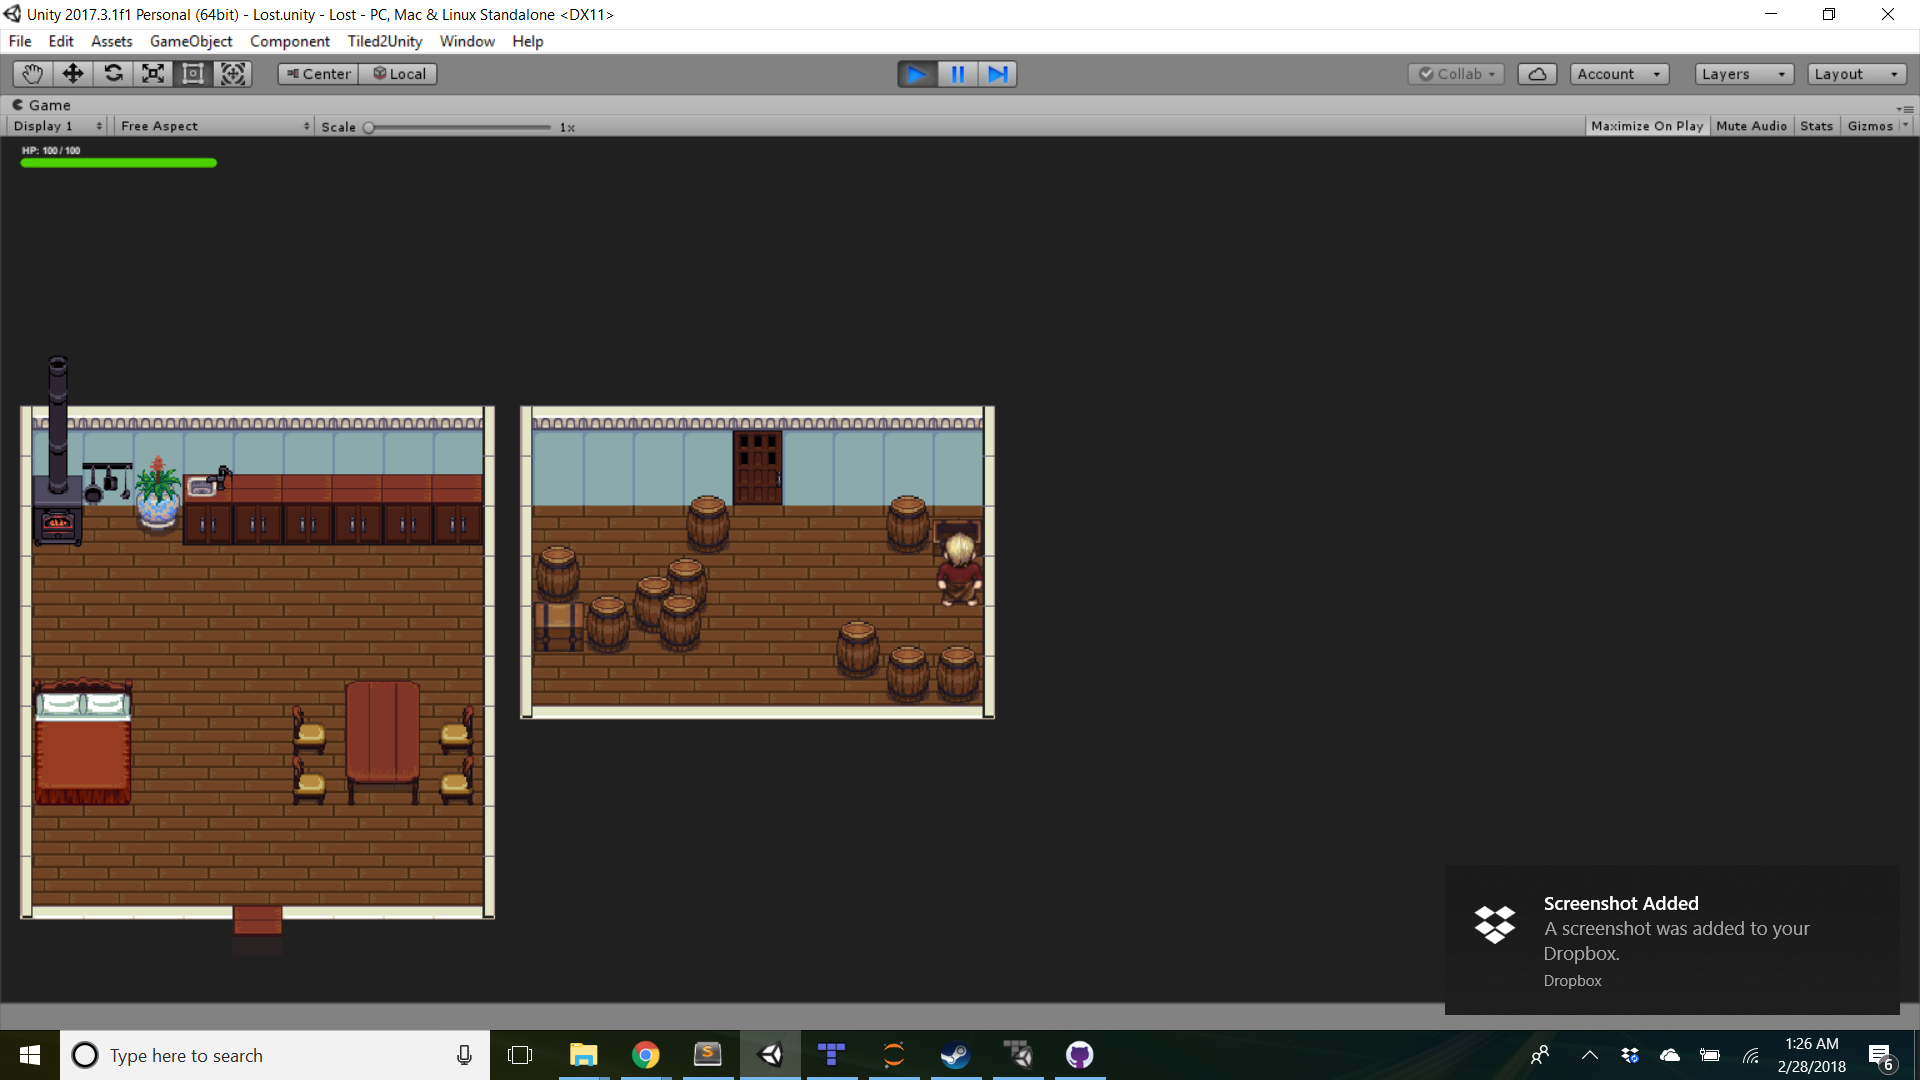 Unity 2017.3.1f1 Personal (64bit) - Lost.unity - Lost - PC, Mac & Linux Standalone <DX11>
File Edit Assets GameObject Component Tiled2Unity Window Help
Center Local Collab Account Layers Layout
Game
Display 1 Free Aspect Scale 1x Maximize On Play Mute Audio Stats Gizmos
HP: 100 / 100
Screenshot Added
A screenshot was added to your
Dropbox.
Dropbox
Type here to search
1:26 AM
2/28/2018
6